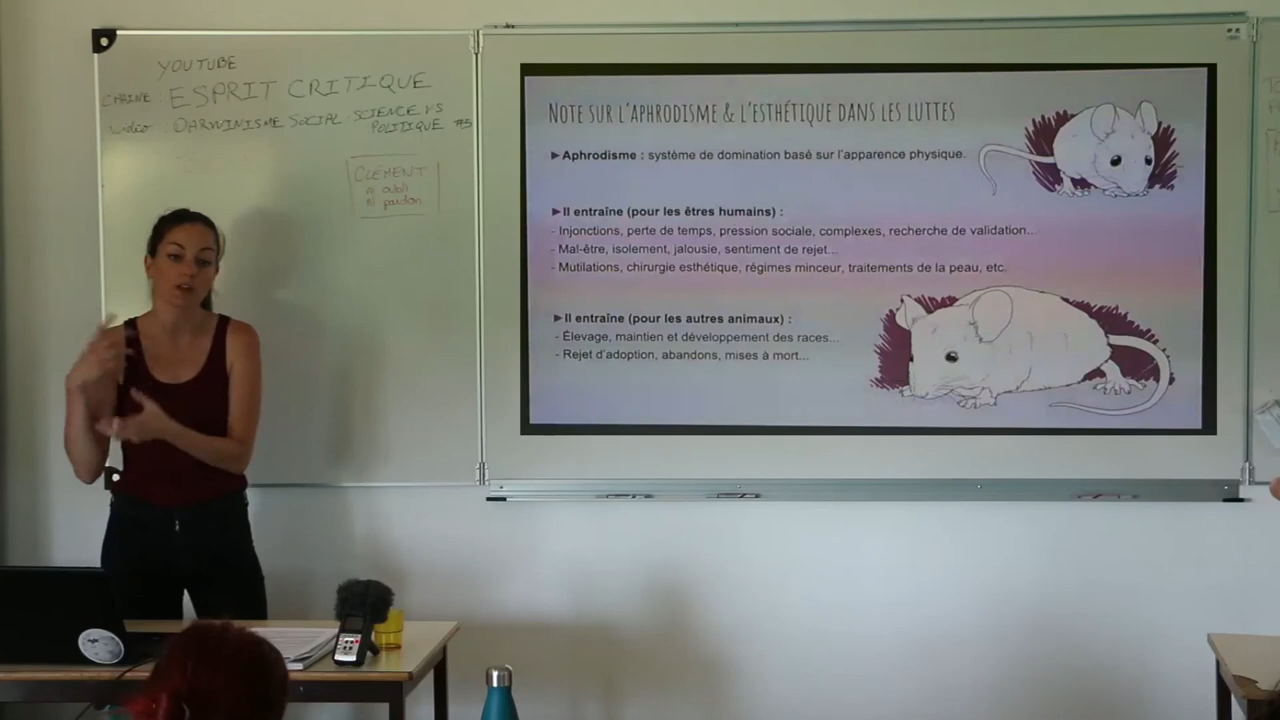 YOUTUBE
CHAINE : ESPRIT CRITIQUE
Vidéo : DARWINISME SOCIAL - SCIENCE VS
POLITIQUE #5
CLEMENT
ni oubli
ni pardon
NOTE SUR L'APHRODISME & L'ESTHÉTIQUE DANS LES LUTTES
►Aphrodisme : système de domination basé sur l'apparence physique.
►Il entraîne (pour les êtres humains) :
- Injonctions, perte de temps, pression sociale, complexes, recherche de validation...
- Mal-être, isolement, jalousie, sentiment de rejet...
- Mutilations, chirurgie esthétique, régimes minceur, traitements de la peau, etc.
►Il entraîne (pour les autres animaux) :
- Élevage, maintien et développement des races...
- Rejet d'adoption, abandons, mises à mort...